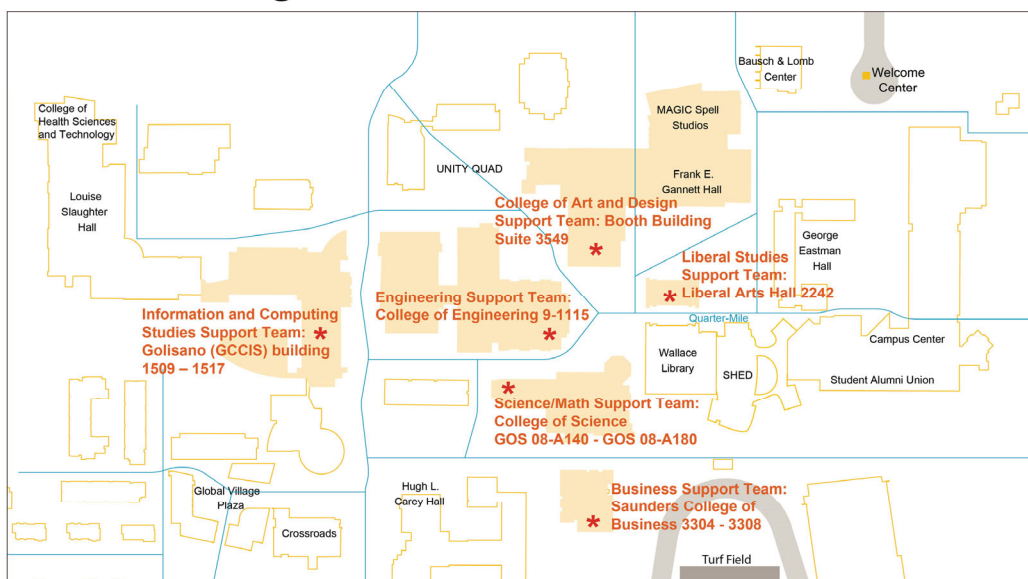 Bausch & Lomb
Center
Welcome
Center
College of
Health Sciences
and Technology
MAGIC Spell
Studios
UNITY QUAD
Frank E.
Gannett Hall
Louise
Slaughter
Hall
College of Art and Design
Support Team: Booth Building
Suite 3549
*
George
Eastman
Hall
Liberal Studies
Support Team:
Liberal Arts Hall 2242
*
Engineering Support Team:
College of Engineering 9-1115
*
Information and Computing
Studies Support Team:
Golisano (GCCIS) building
1509 – 1517
*
Quarter-Mile
Campus Center
Wallace
Library
SHED
Student Alumni Union
*
Science/Math Support Team:
College of Science
GOS 08-A140 - GOS 08-A180
Global Village
Plaza
Hugh L.
Carey Hall
Business Support Team:
Saunders College of
Business 3304 - 3308
*
Crossroads
Turf Field